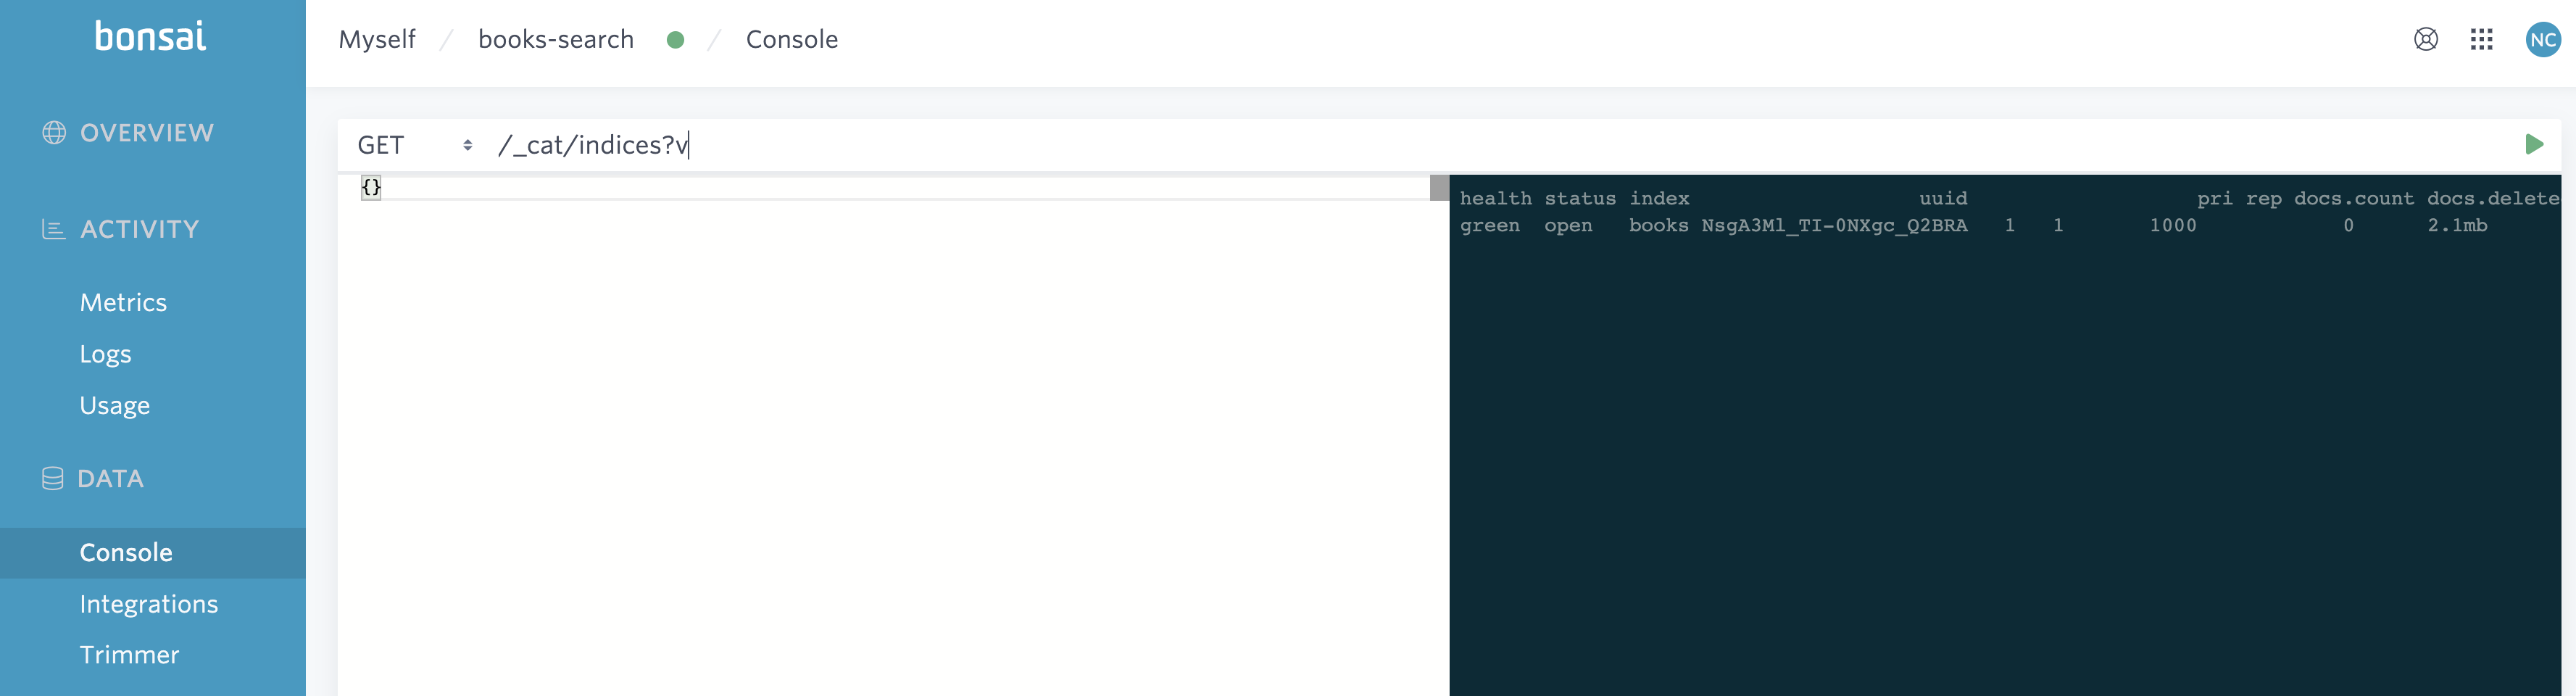 bonsai
Myself / books-search / Console
NC
OVERVIEW
ACTIVITY
Metrics
Logs
Usage
DATA
Console
Integrations
Trimmer
GET /_cat/indices?v
{}
health status index uuid pri rep docs.count docs.delete
green open books NsgA3Ml_TI-0NXgc_Q2BRA 1 1 1000 0 2.1mb